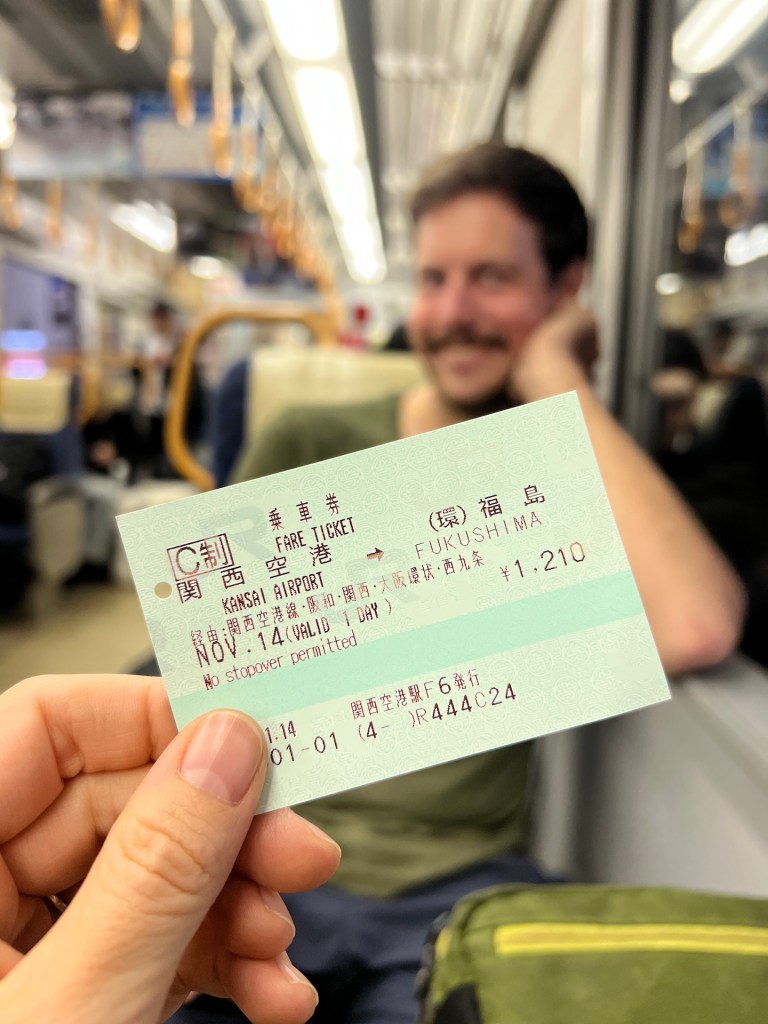 乗車券
FARE TICKET
C制
関西空港 → (環)福島
KANSAI AIRPORT FUKUSHIMA
経由:関西空港線・阪和・関西・大阪環状・西九条
NOV.14(VALID 1 DAY) ¥1,210
No stopover permitted
1.14 関西空港駅F6発行
01-01 (4- )R444C24